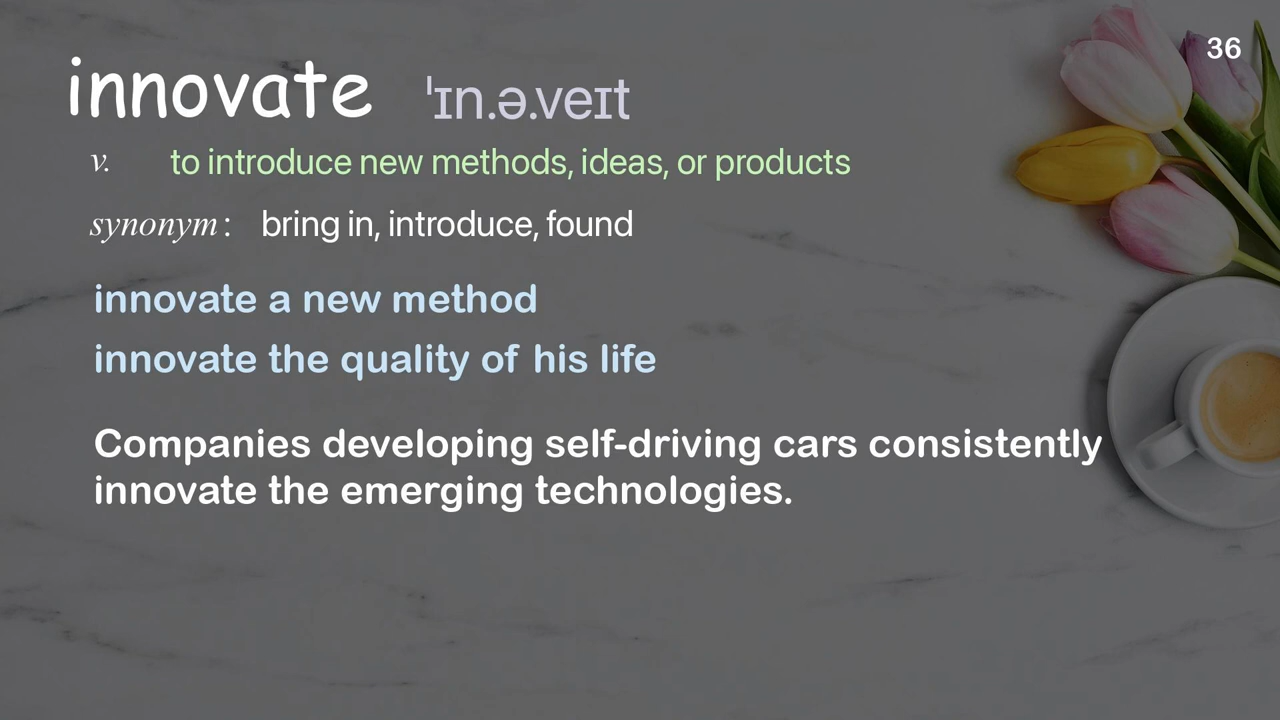 36
innovate ˈɪn.ə.veɪt
v. to introduce new methods, ideas, or products
synonym: bring in, introduce, found
innovate a new method
innovate the quality of his life
Companies developing self-driving cars consistently
innovate the emerging technologies.